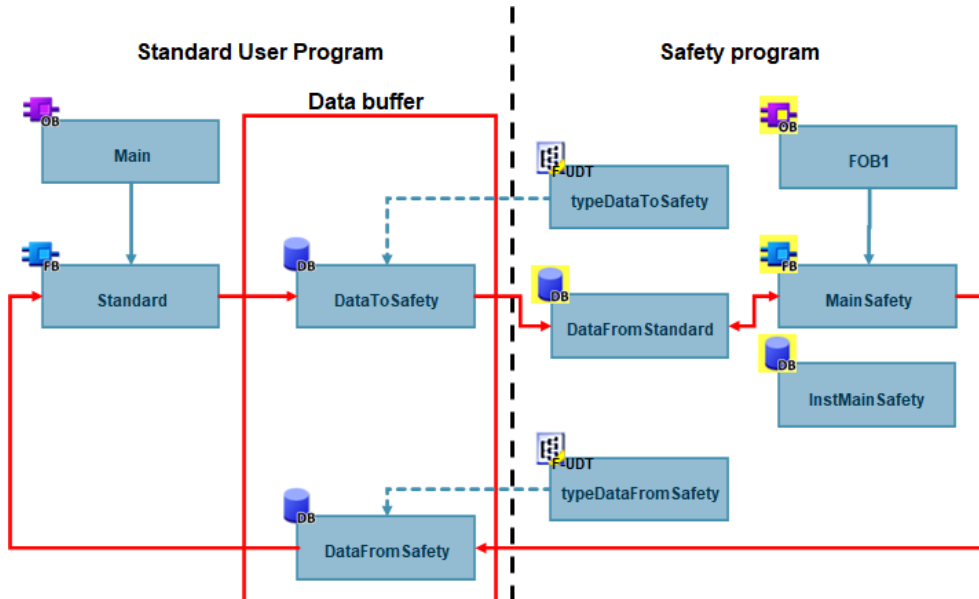 Standard User Program
Safety program
Data buffer
OB
Main
OB
FOB1
F-UDT
typeDataToSafety
FB
Standard
DB
DataToSafety
DB
DataFromStandard
FB
MainSafety
DB
InstMainSafety
F-UDT
typeDataFromSafety
DB
DataFromSafety